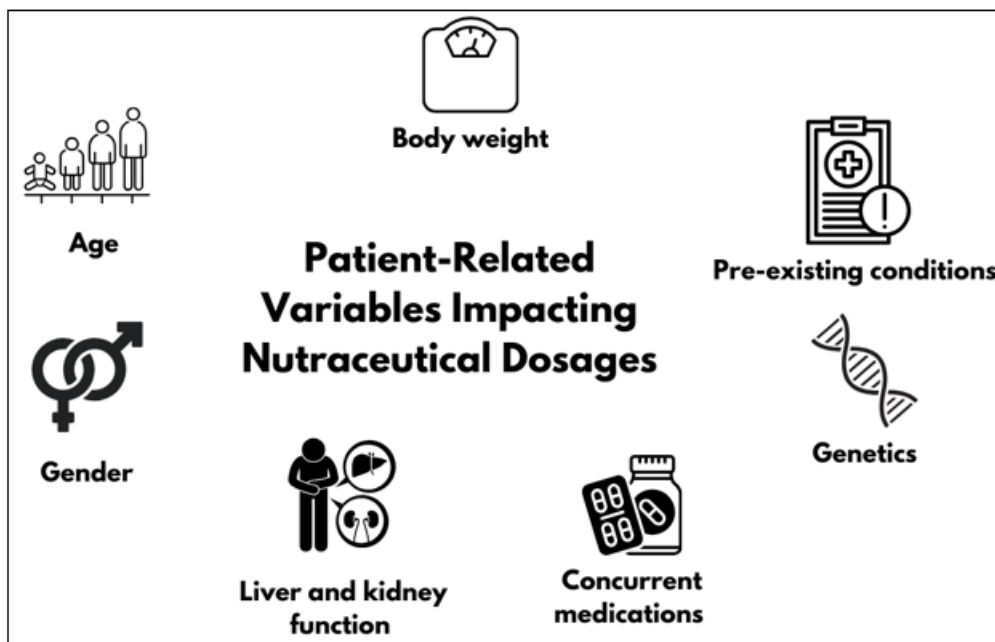 Body weight
Age
Pre-existing conditions
Patient-Related
Variables Impacting
Nutraceutical Dosages
Gender
Genetics
Liver and kidney
function
Concurrent
medications